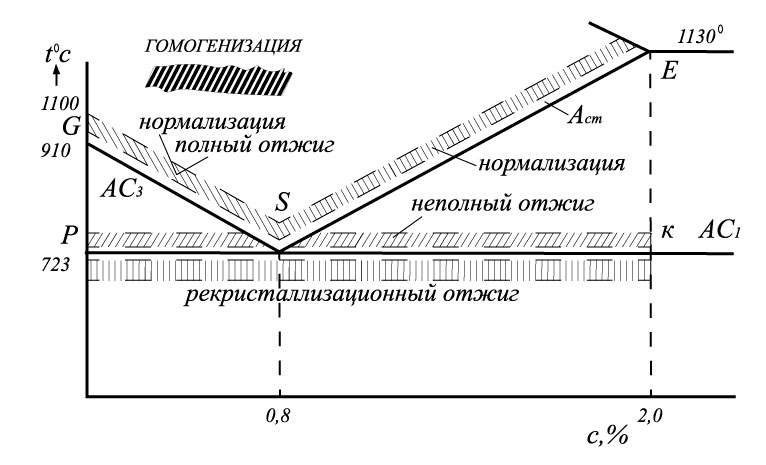 1130⁰
ГОМОГЕНИЗАЦИЯ
t⁰c
E
1100
Aст
G
нормализация
полный отжиг
910
нормализация
AC₃
S
неполный отжиг
P
к
AC₁
723
рекристаллизационный отжиг
0,8
2,0
c,%